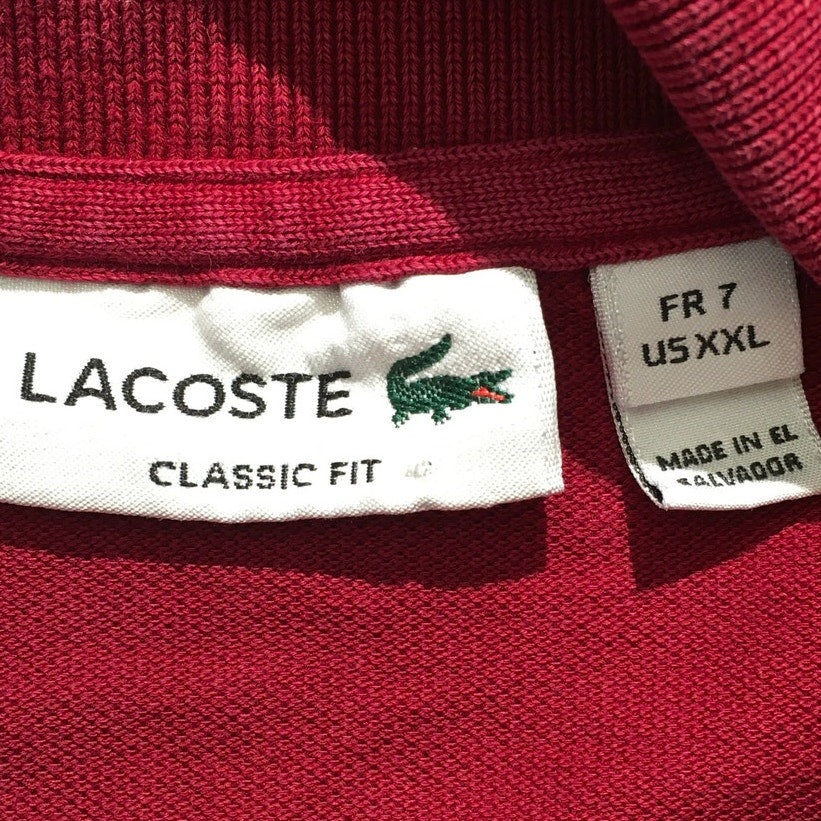 LACOSTE
CLASSIC FIT
FR 7
US XXL
MADE IN EL
SALVADOR